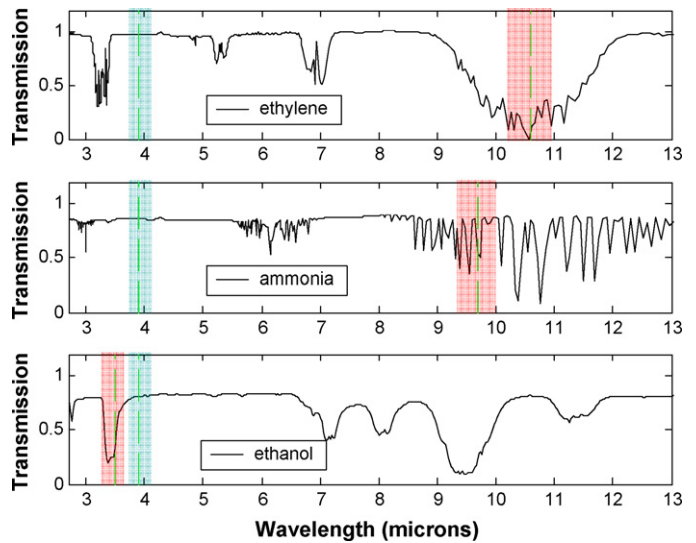 Transmission
1
0.5
0
ethylene
3 4 5 6 7 8 9 10 11 12 13
Transmission
1
0.5
0
ammonia
3 4 5 6 7 8 9 10 11 12 13
Transmission
1
0.5
0
ethanol
3 4 5 6 7 8 9 10 11 12 13
Wavelength (microns)